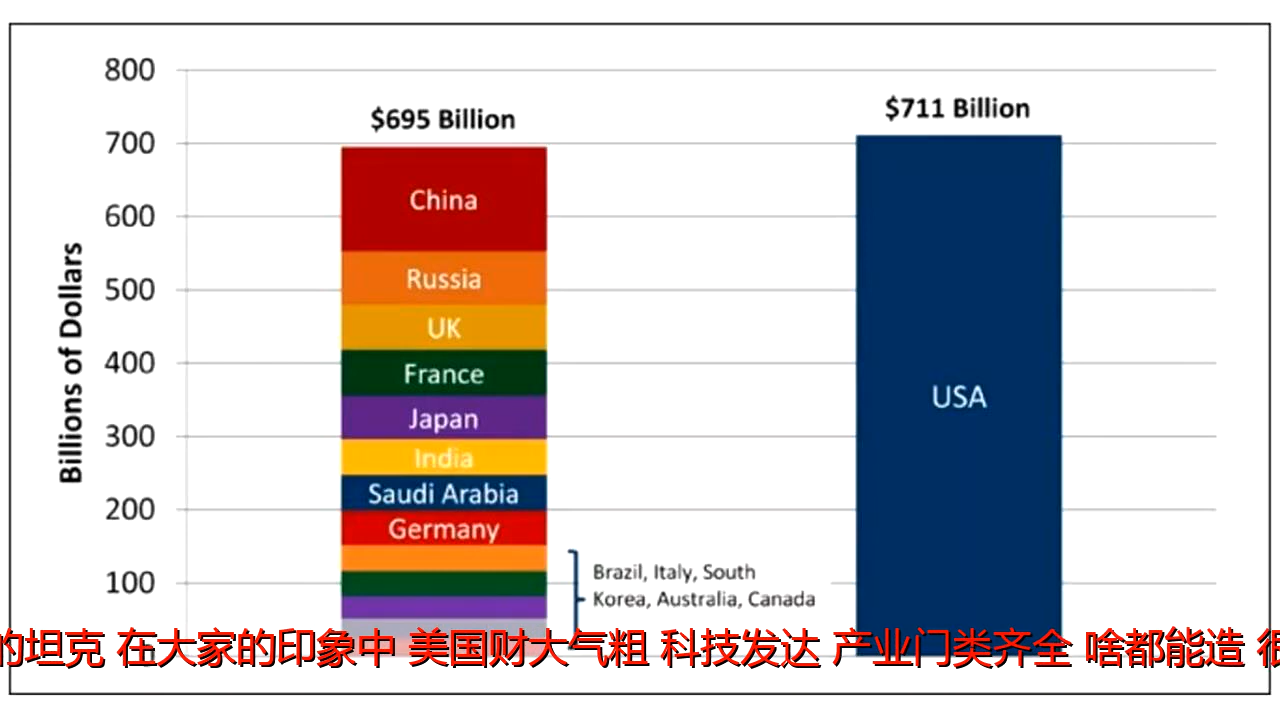 800
$711 Billion
$695 Billion
700
China
600
Russia
500
UK
400
France
USA
Japan
300
India
Saudi Arabia
200
Germany
Brazil, Italy, South
Korea, Australia, Canada
100
Billions of Dollars
的坦克 在大家的印象中 美国财大气粗 科技发达 产业门类齐全 啥都能造